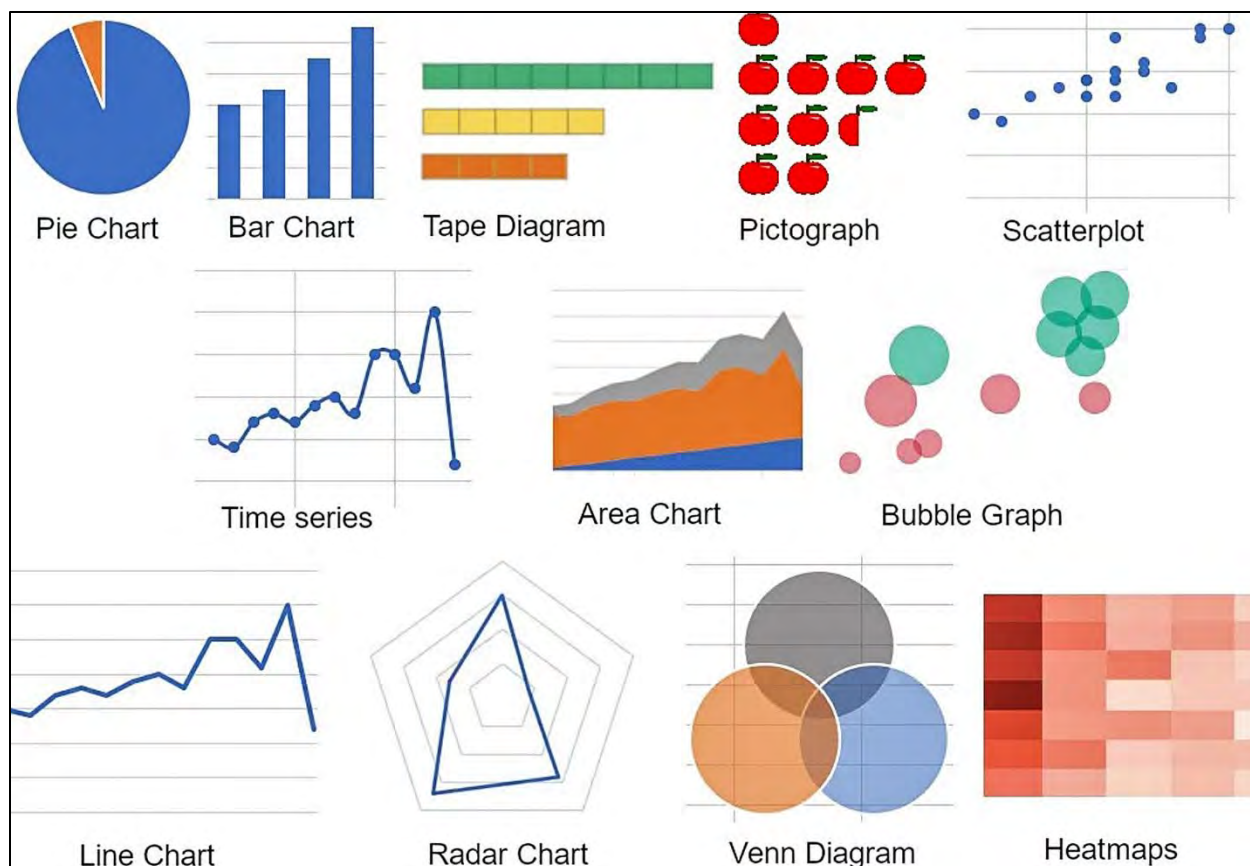 Pie Chart
Bar Chart
Tape Diagram
Pictograph
Scatterplot
Time series
Area Chart
Bubble Graph
Line Chart
Radar Chart
Venn Diagram
Heatmaps